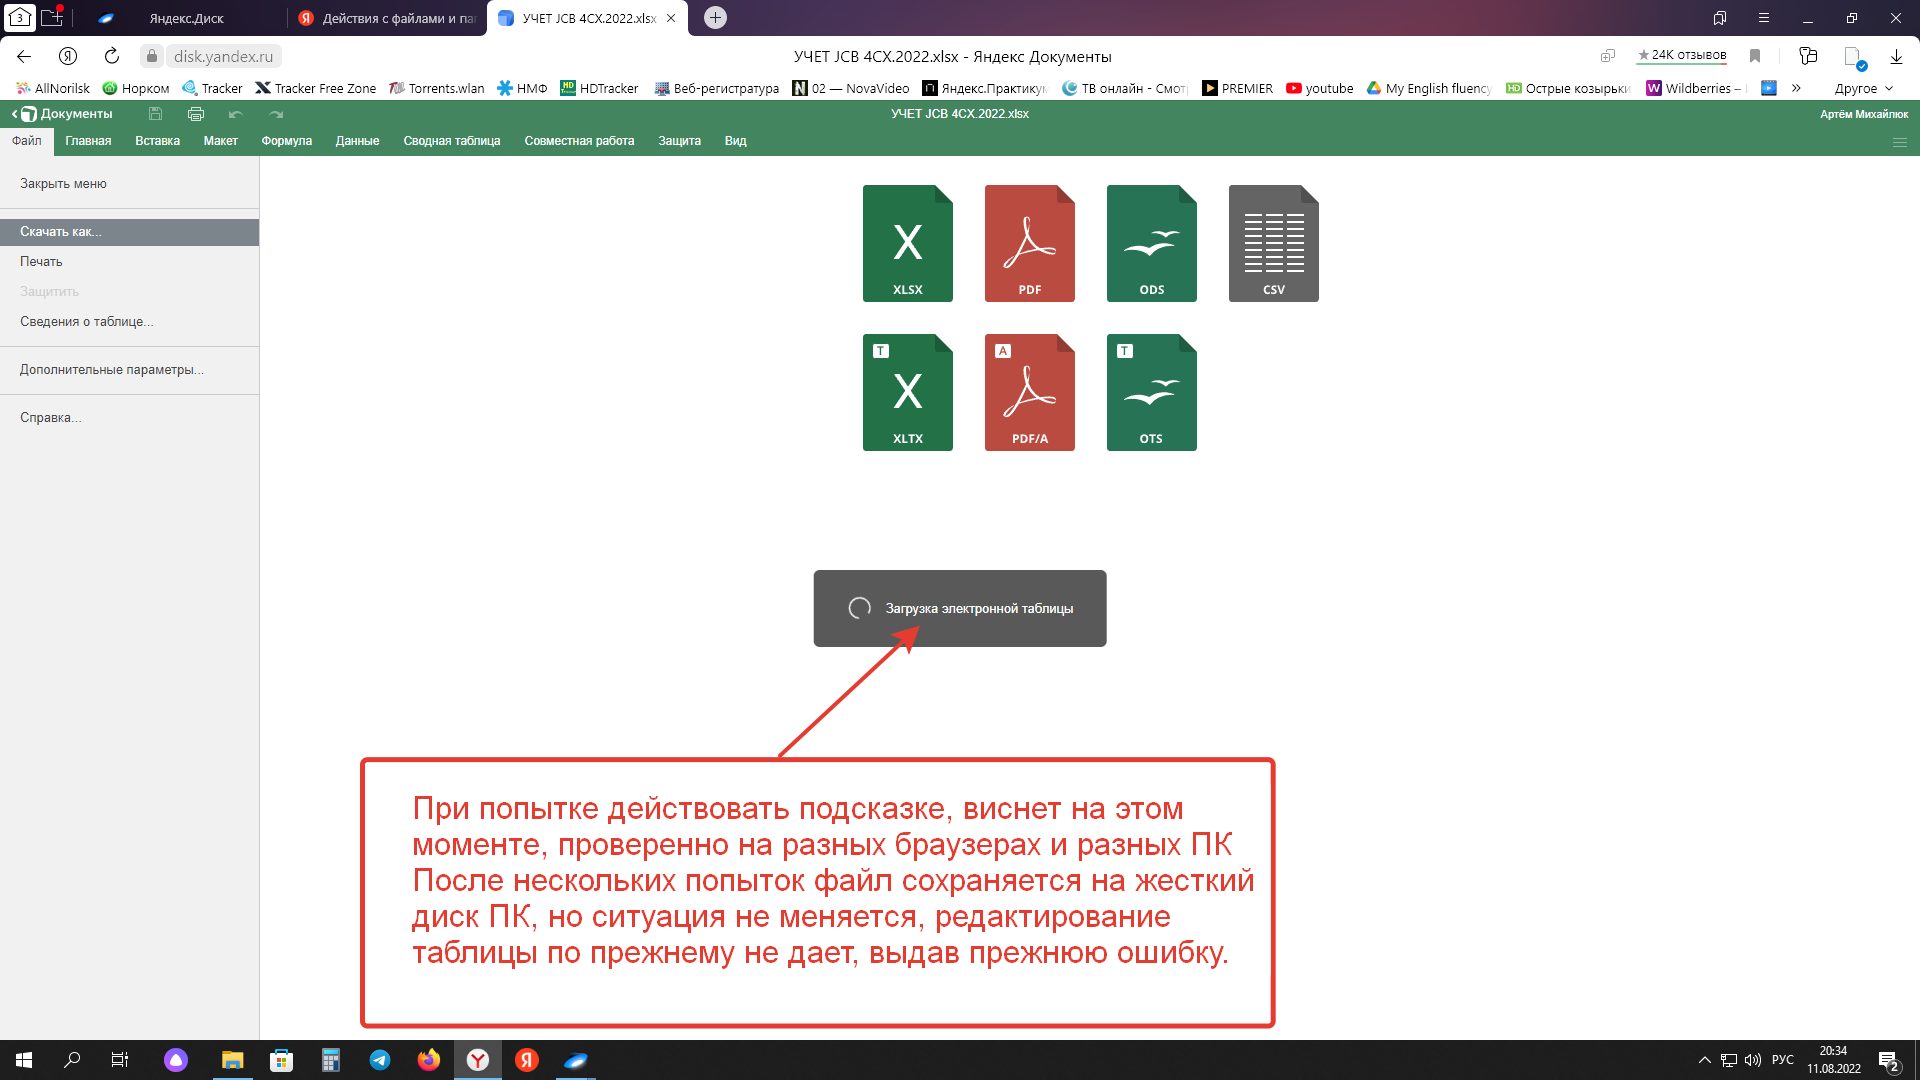 3
Яндекс.Диск
Действия с файлами и па
УЧЕТ JCB 4CX.2022.xlsx
disk.yandex.ru
УЧЕТ JCB 4CX.2022.xlsx - Яндекс Документы
24K отзывов
AllNorilsk
Норком
Tracker
Tracker Free Zone
Torrents.wlan
НМФ
HDTracker
Веб-регистратура
02 — NovaVideo
Яндекс.Практикум
ТВ онлайн - Смот
PREMIER
youtube
My English fluency
Острые козырьки
Wildberries –
»
Другое
Документы
УЧЕТ JCB 4CX.2022.xlsx
Артём Михайлюк
Файл
Главная
Вставка
Макет
Формула
Данные
Сводная таблица
Совместная работа
Защита
Вид
Закрыть меню
Скачать как...
Печать
Защитить
Сведения о таблице...
Дополнительные параметры...
Справка...
X
XLSX
PDF
ODS
CSV
T
X
XLTX
A
PDF/A
T
OTS
Загрузка электронной таблицы
При попытке действовать подсказке, виснет на этом
моменте, проверенно на разных браузерах и разных ПК
После нескольких попыток файл сохраняется на жесткий
диск ПК, но ситуация не меняется, редактирование
таблицы по прежнему не дает, выдав прежнюю ошибку.
РУС
20:34
11.08.2022
2